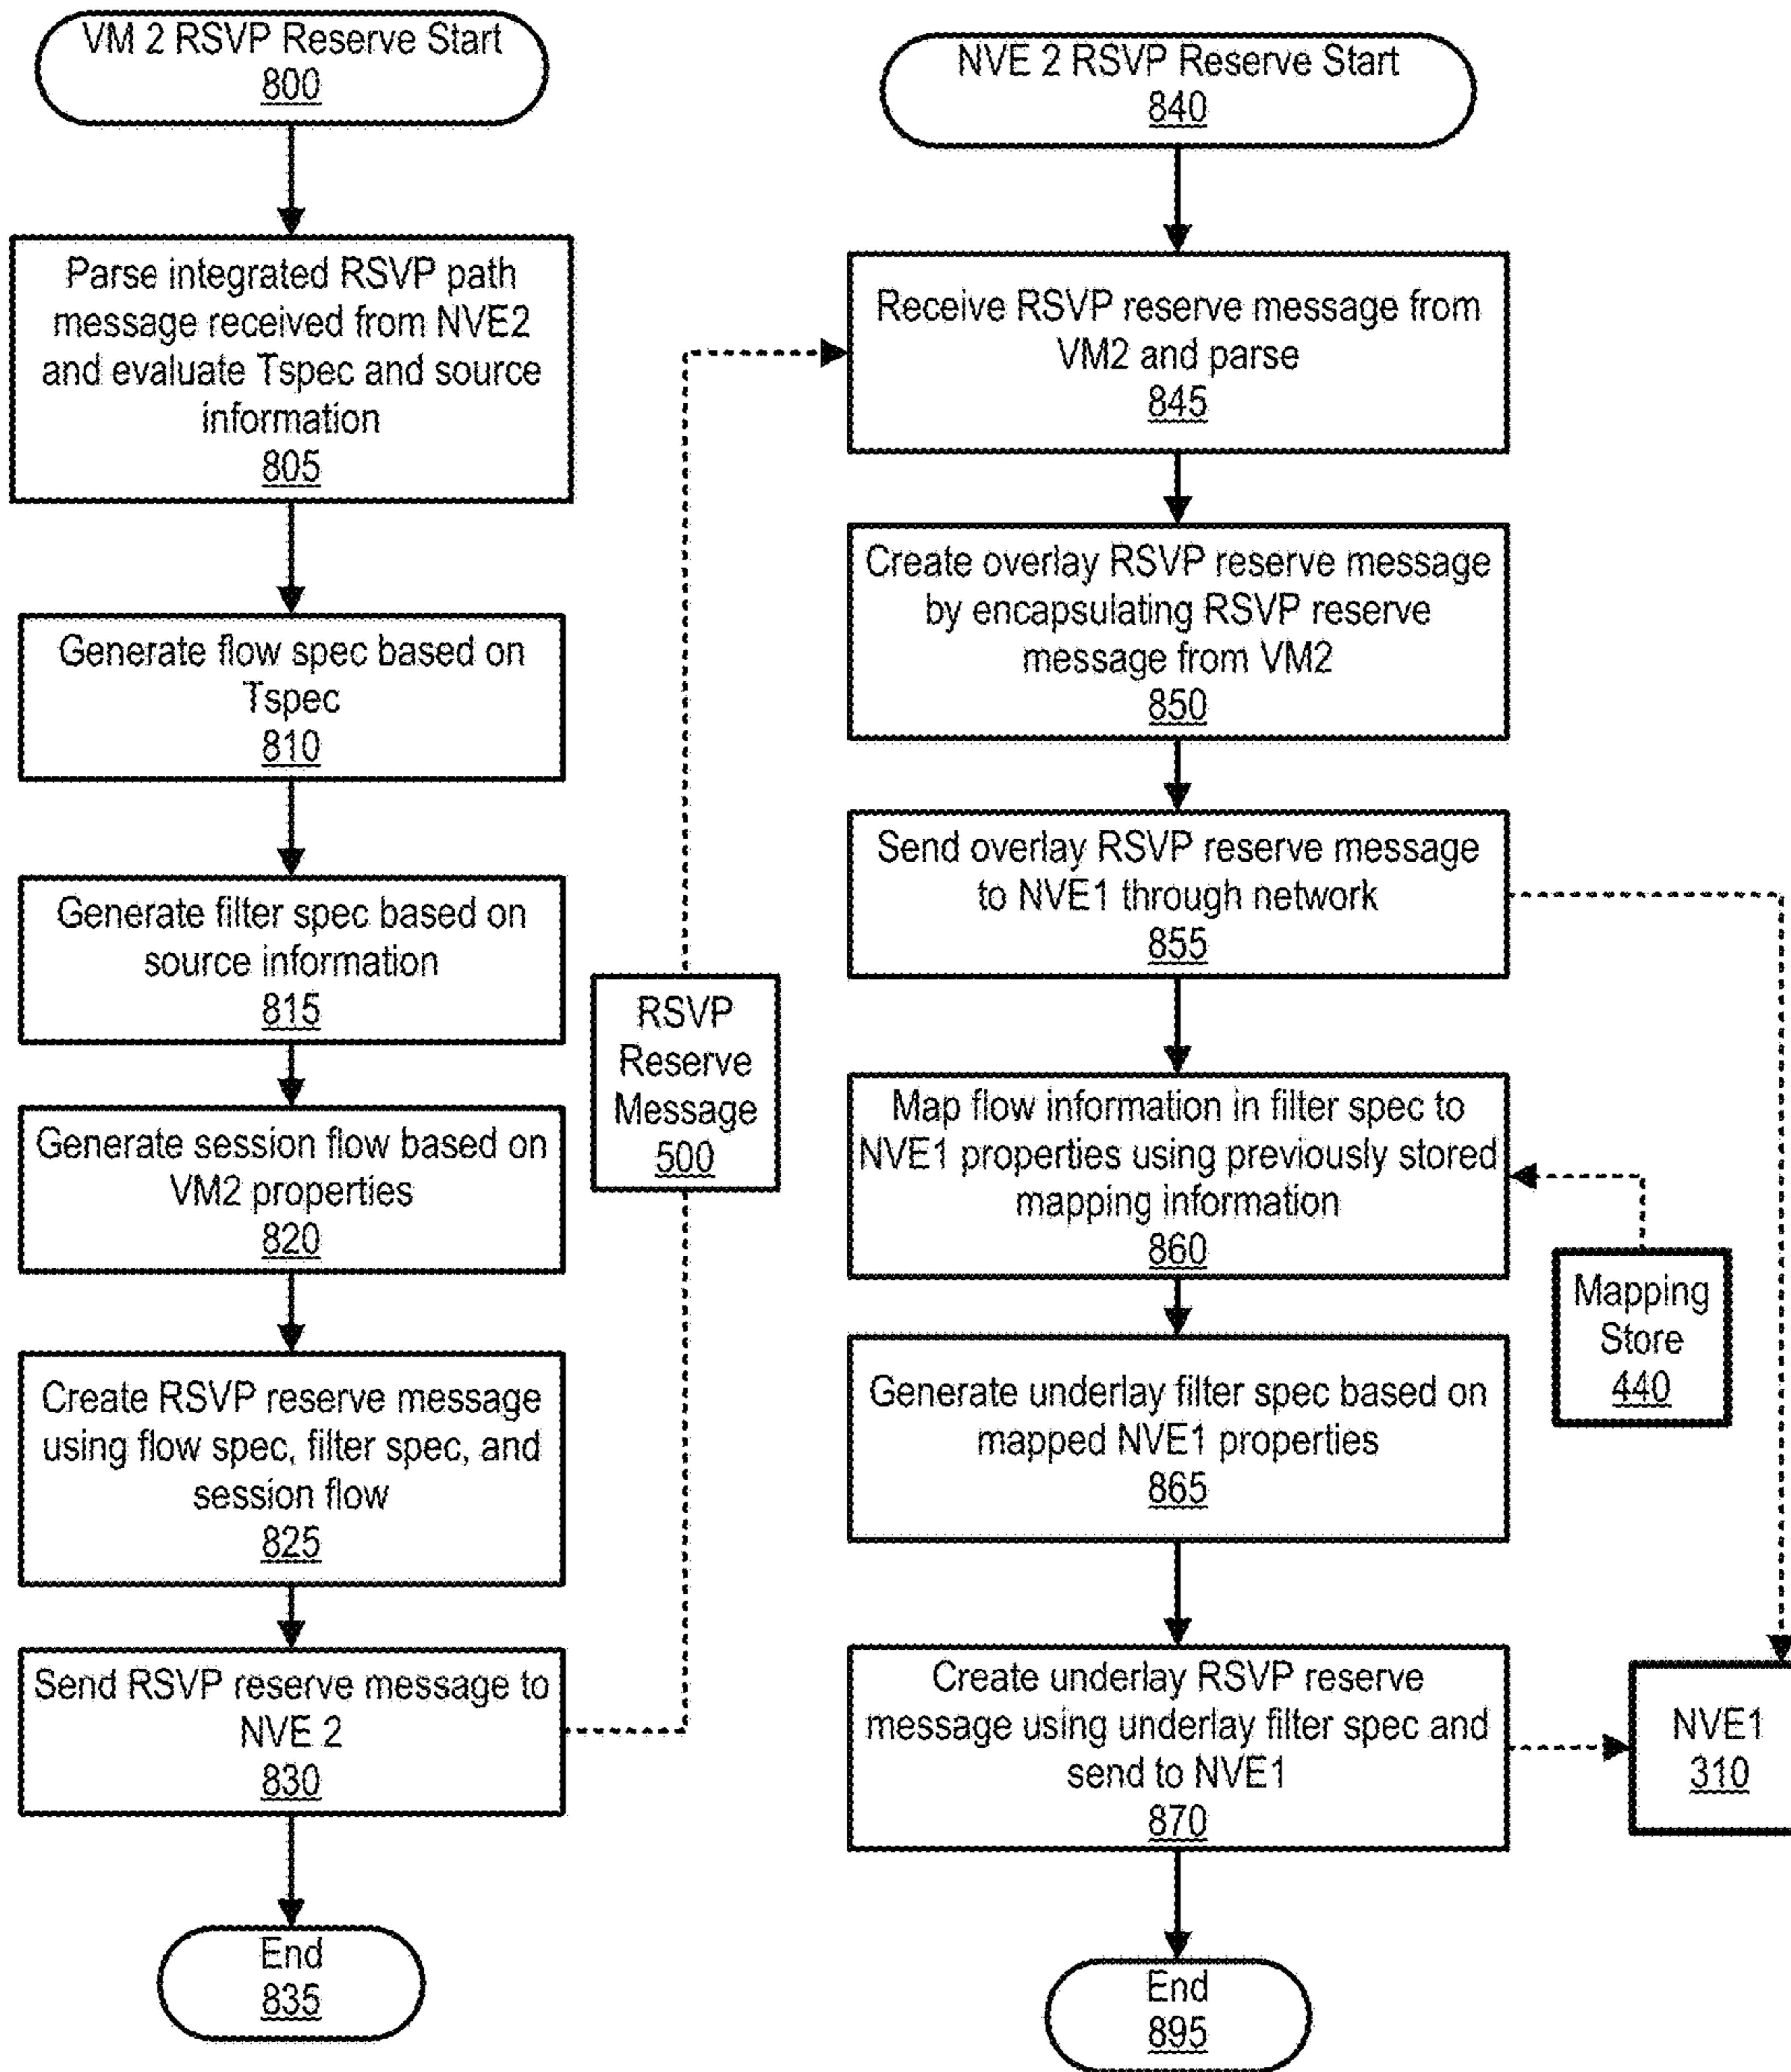 VM 2 RSVP Reserve Start
800
Parse integrated RSVP path
message received from NVE2
and evaluate Tspec and source
information
805
Generate flow spec based on
Tspec
810
Generate filter spec based on
source information
815
Generate session flow based on
VM2 properties
820
Create RSVP reserve message
using flow spec, filter spec, and
session flow
825
Send RSVP reserve message to
NVE 2
830
End
835
RSVP
Reserve
Message
500
NVE 2 RSVP Reserve Start
840
Receive RSVP reserve message from
VM2 and parse
845
Create overlay RSVP reserve message
by encapsulating RSVP reserve
message from VM2
850
Send overlay RSVP reserve message
to NVE1 through network
855
Map flow information in filter spec to
NVE1 properties using previously stored
mapping information
860
Mapping
Store
440
Generate underlay filter spec based on
mapped NVE1 properties
865
Create underlay RSVP reserve
message using underlay filter spec and
send to NVE1
870
NVE1
310
End
895